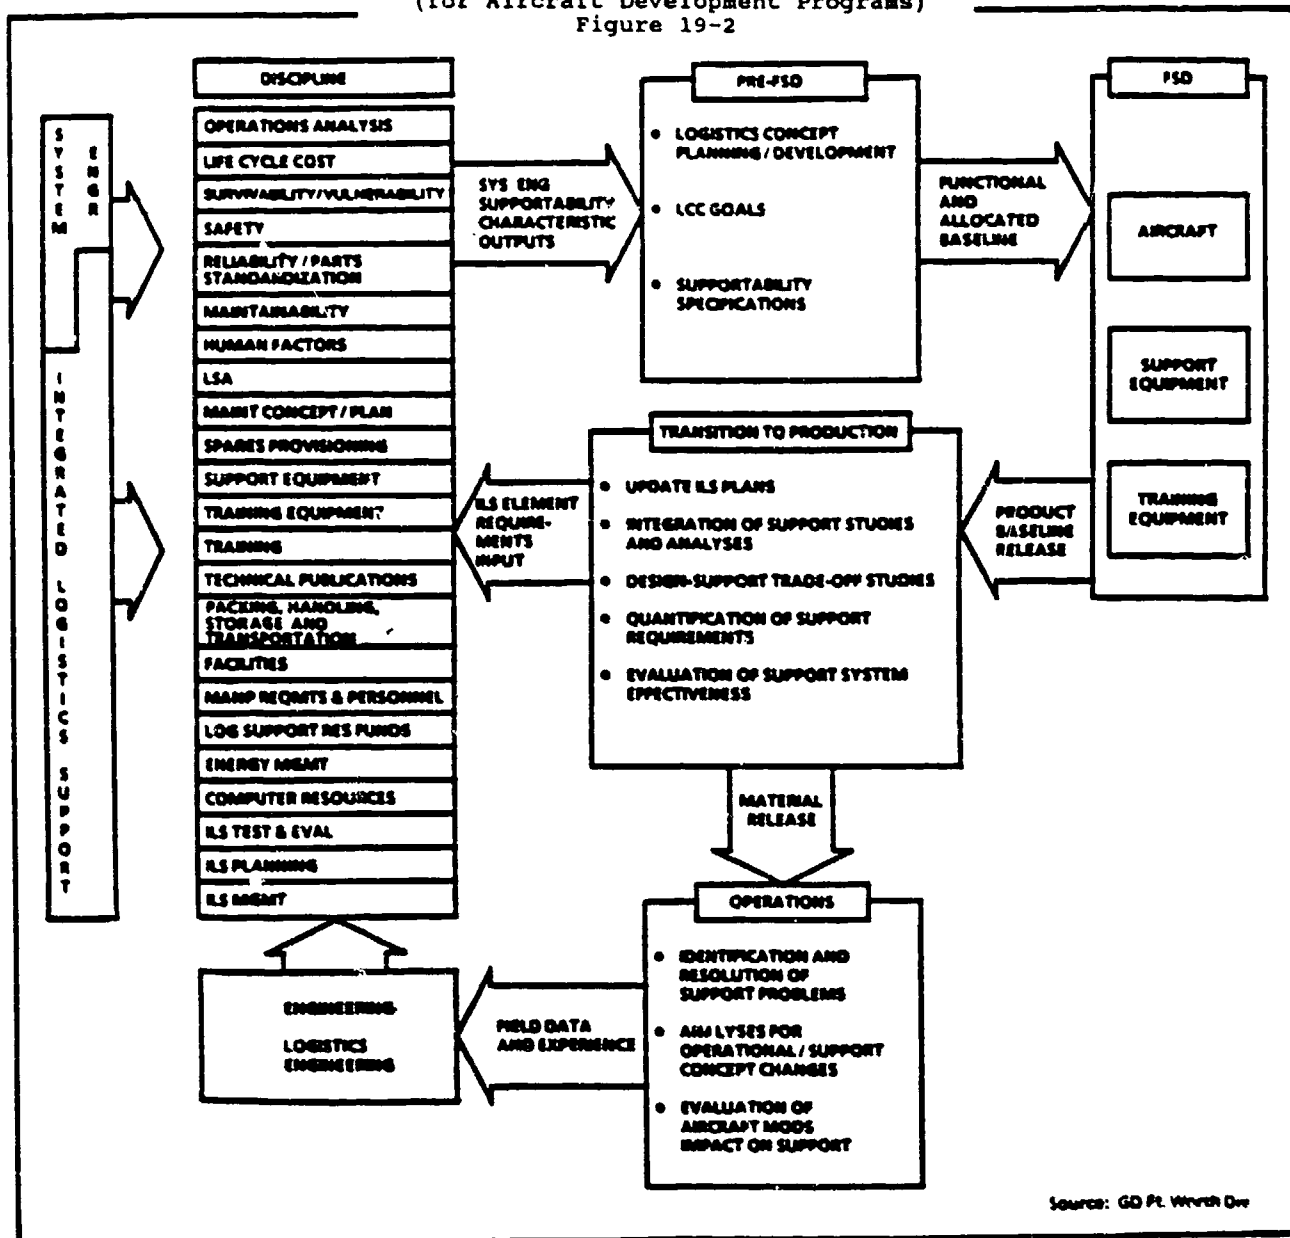 (for Aircraft Development Programs)
Figure 19-2
SYSTEM
ENGR
INTEGRATED LOGISTICS SUPPORT
DISCIPLINE
OPERATIONS ANALYSIS
LIFE CYCLE COST
SURVIVABILITY/VULNERABILITY
SAFETY
RELIABILITY / PARTS
STANDARDIZATION
MAINTAINABILITY
HUMAN FACTORS
LSA
MAINT CONCEPT / PLAN
SPARES PROVISIONING
SUPPORT EQUIPMENT
TRAINING EQUIPMENT
TRAINING
TECHNICAL PUBLICATIONS
PACKING, HANDLING,
STORAGE AND
TRANSPORTATION
FACILITIES
MANP REQMTS & PERSONNEL
LOG SUPPORT RES FUNDS
ENERGY MGMT
COMPUTER RESOURCES
ILS TEST & EVAL
ILS PLANNING
ILS MGMT
SYS ENG
SUPPORTABILITY
CHARACTERISTIC
OUTPUTS
PRE-FSD
• LOGISTICS CONCEPT
PLANNING / DEVELOPMENT
• LCC GOALS
• SUPPORTABILITY
SPECIFICATIONS
FUNCTIONAL
AND
ALLOCATED
BASELINE
FSD
AIRCRAFT
SUPPORT
EQUIPMENT
TRAINING
EQUIPMENT
PRODUCT
BASELINE
RELEASE
TRANSITION TO PRODUCTION
• UPDATE ILS PLANS
• INTEGRATION OF SUPPORT STUDIES
AND ANALYSES
• DESIGN-SUPPORT TRADE-OFF STUDIES
• QUANTIFICATION OF SUPPORT
REQUIREMENTS
• EVALUATION OF SUPPORT SYSTEM
EFFECTIVENESS
ILS ELEMENT
REQUIRE-
MENTS
INPUT
MATERIAL
RELEASE
OPERATIONS
• IDENTIFICATION AND
RESOLUTION OF
SUPPORT PROBLEMS
• ANALYSES FOR
OPERATIONAL / SUPPORT
CONCEPT CHANGES
• EVALUATION OF
AIRCRAFT MODS
IMPACT ON SUPPORT
FIELD DATA
AND EXPERIENCE
ENGINEERING
LOGISTICS
ENGINEERING
Source: GD Ft. Worth Div